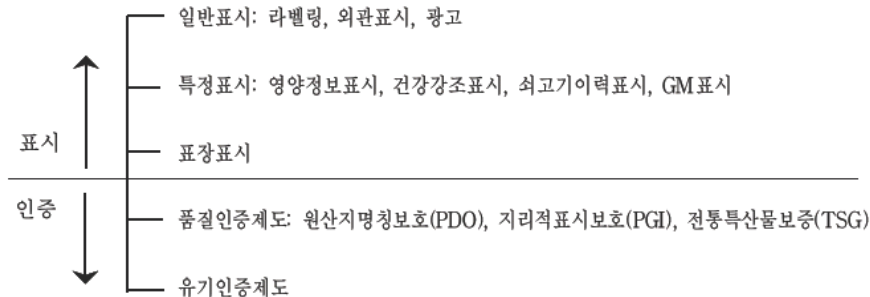 일반표시: 라벨링, 외관표시, 광고
특정표시: 영양정보표시, 건강강조표시, 쇠고기이력표시, GM표시
표시
표장표시
인증
품질인증제도: 원산지명칭보호(PDO), 지리적표시보호(PGI), 전통특산물보증(TSG)
유기인증제도